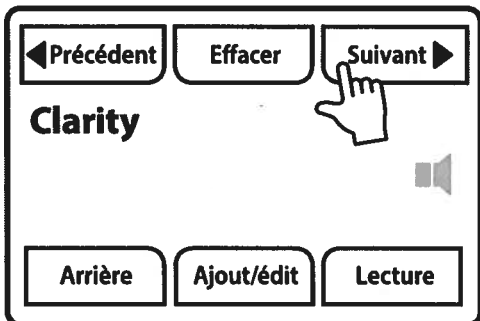 Précédent Effacer Suivant
Clarity
Arrière Ajout/édit Lecture